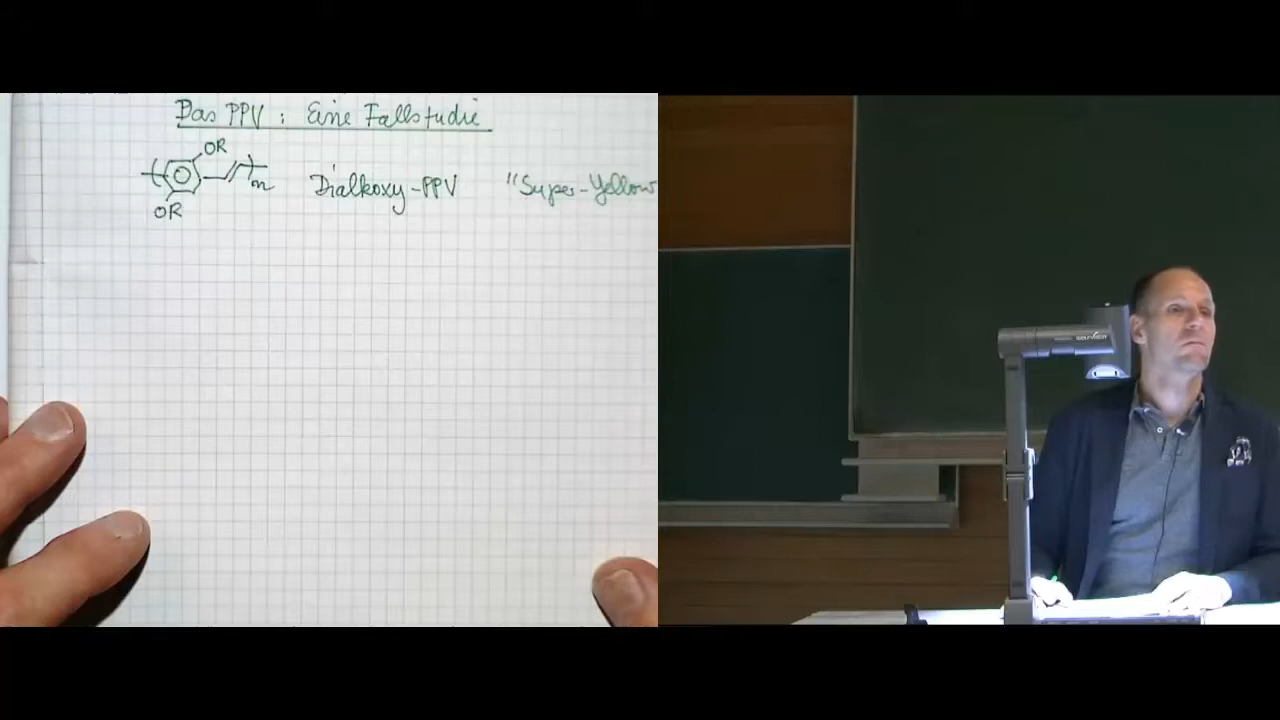 Das PPV : Eine Fallstudie
OR
n Dialkoxy-PPV "Super-Yellow
OR